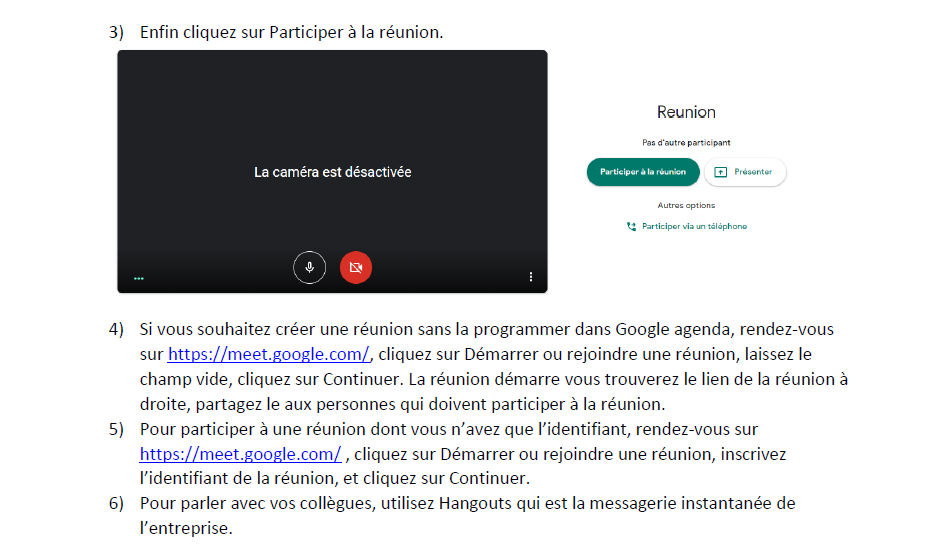 3) Enfin cliquez sur Participer à la réunion.
La caméra est désactivée
Reunion
Pas d'autre participant
Participer à la réunion
Présenter
Autres options
Participer via un téléphone
4) Si vous souhaitez créer une réunion sans la programmer dans Google agenda, rendez-vous
sur https://meet.google.com/, cliquez sur Démarrer ou rejoindre une réunion, laissez le
champ vide, cliquez sur Continuer. La réunion démarre vous trouverez le lien de la réunion à
droite, partagez le aux personnes qui doivent participer à la réunion.
5) Pour participer à une réunion dont vous n’avez que l’identifiant, rendez-vous sur
https://meet.google.com/ , cliquez sur Démarrer ou rejoindre une réunion, inscrivez
l’identifiant de la réunion, et cliquez sur Continuer.
6) Pour parler avec vos collègues, utilisez Hangouts qui est la messagerie instantanée de
l’entreprise.